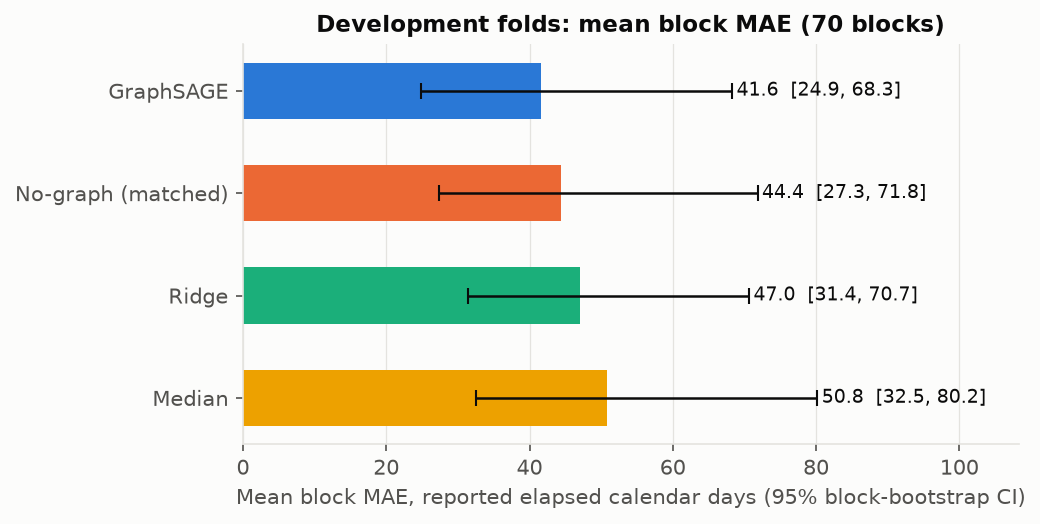 Development folds: mean block MAE (70 blocks)
GraphSAGE
41.6 [24.9, 68.3]
No-graph (matched)
44.4 [27.3, 71.8]
Ridge
47.0 [31.4, 70.7]
Median
50.8 [32.5, 80.2]
0 20 40 60 80 100
Mean block MAE, reported elapsed calendar days (95% block-bootstrap CI)